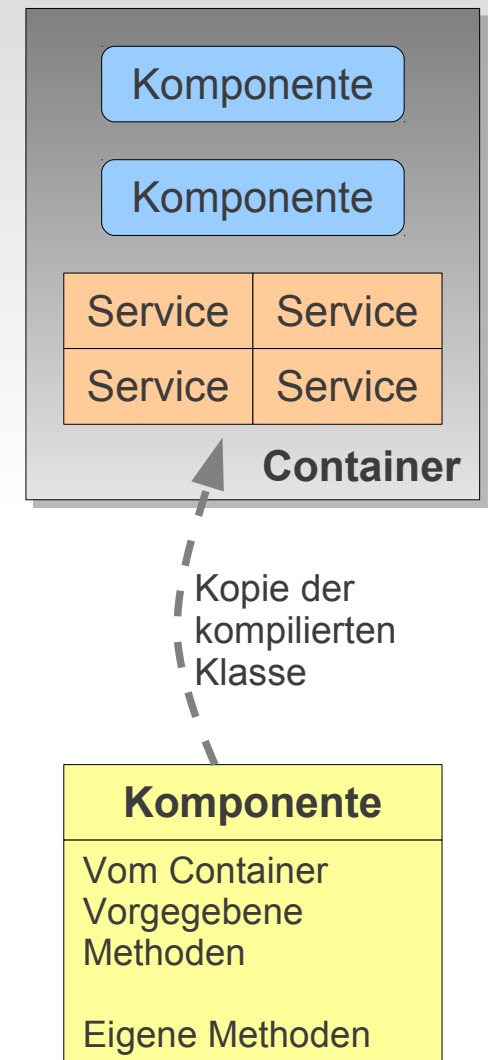 Komponente
Komponente
Service Service
Service Service
Container
Kopie der
kompilierten
Klasse
Komponente
Vom Container
Vorgegebene
Methoden
Eigene Methoden